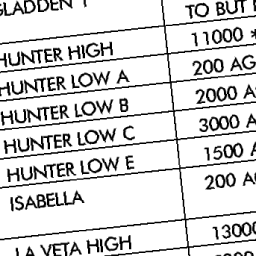 GLADDEN 1
TO BUT
HUNTER HIGH 11000 *
HUNTER LOW A 200 AG
HUNTER LOW B 2000 A
HUNTER LOW C 3000 A
HUNTER LOW E 1500 A
ISABELLA 200 A
LA VETA HIGH 13000